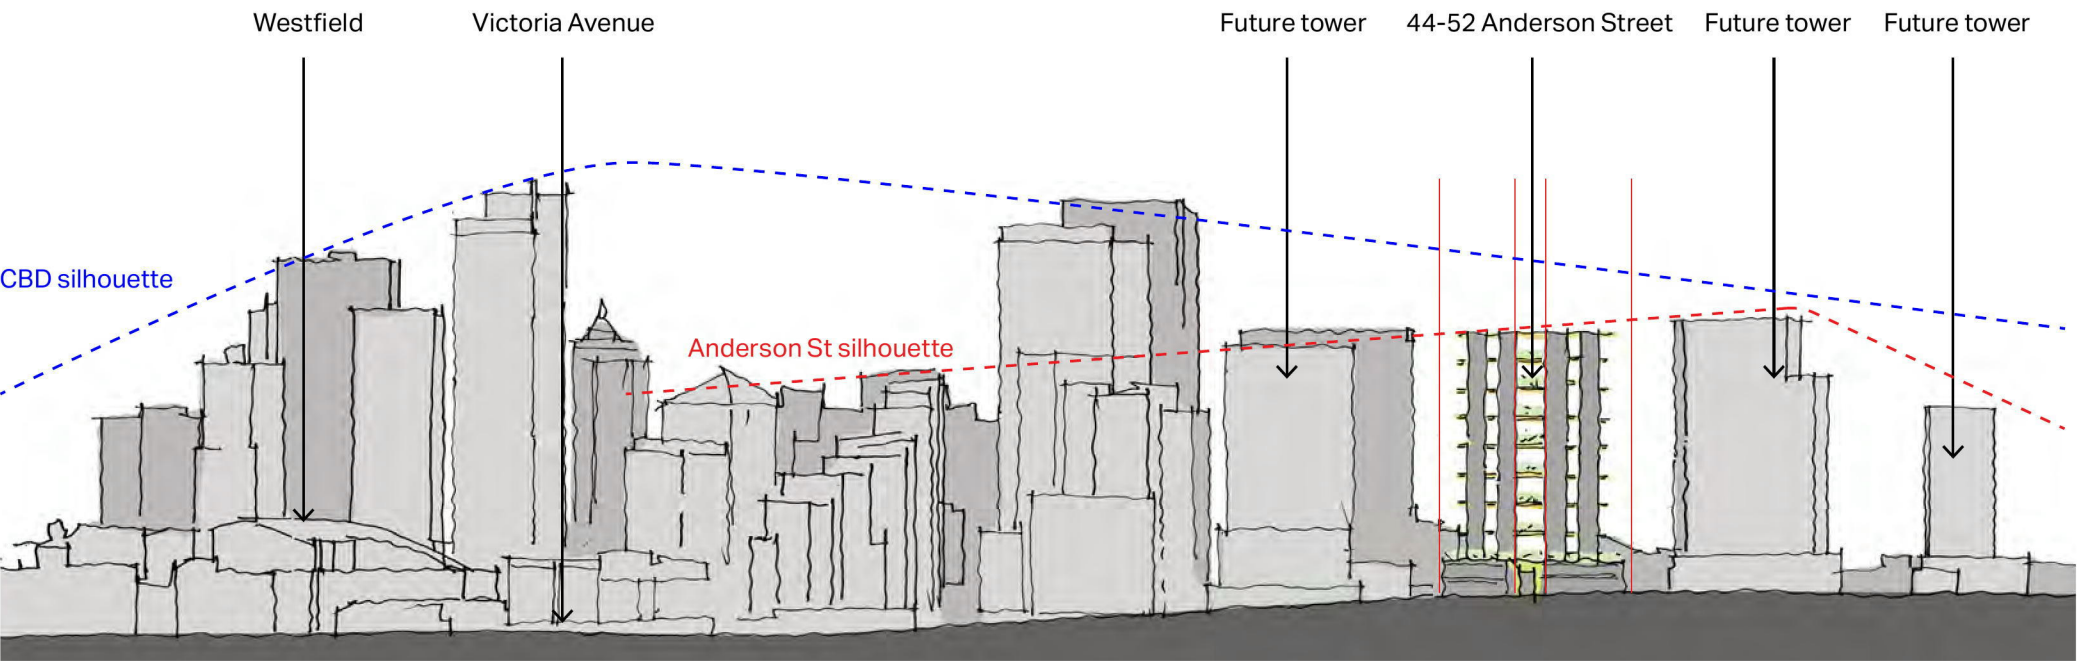 Westfield
Victoria Avenue
Future tower
44-52 Anderson Street
Future tower
Future tower
CBD silhouette
Anderson St silhouette